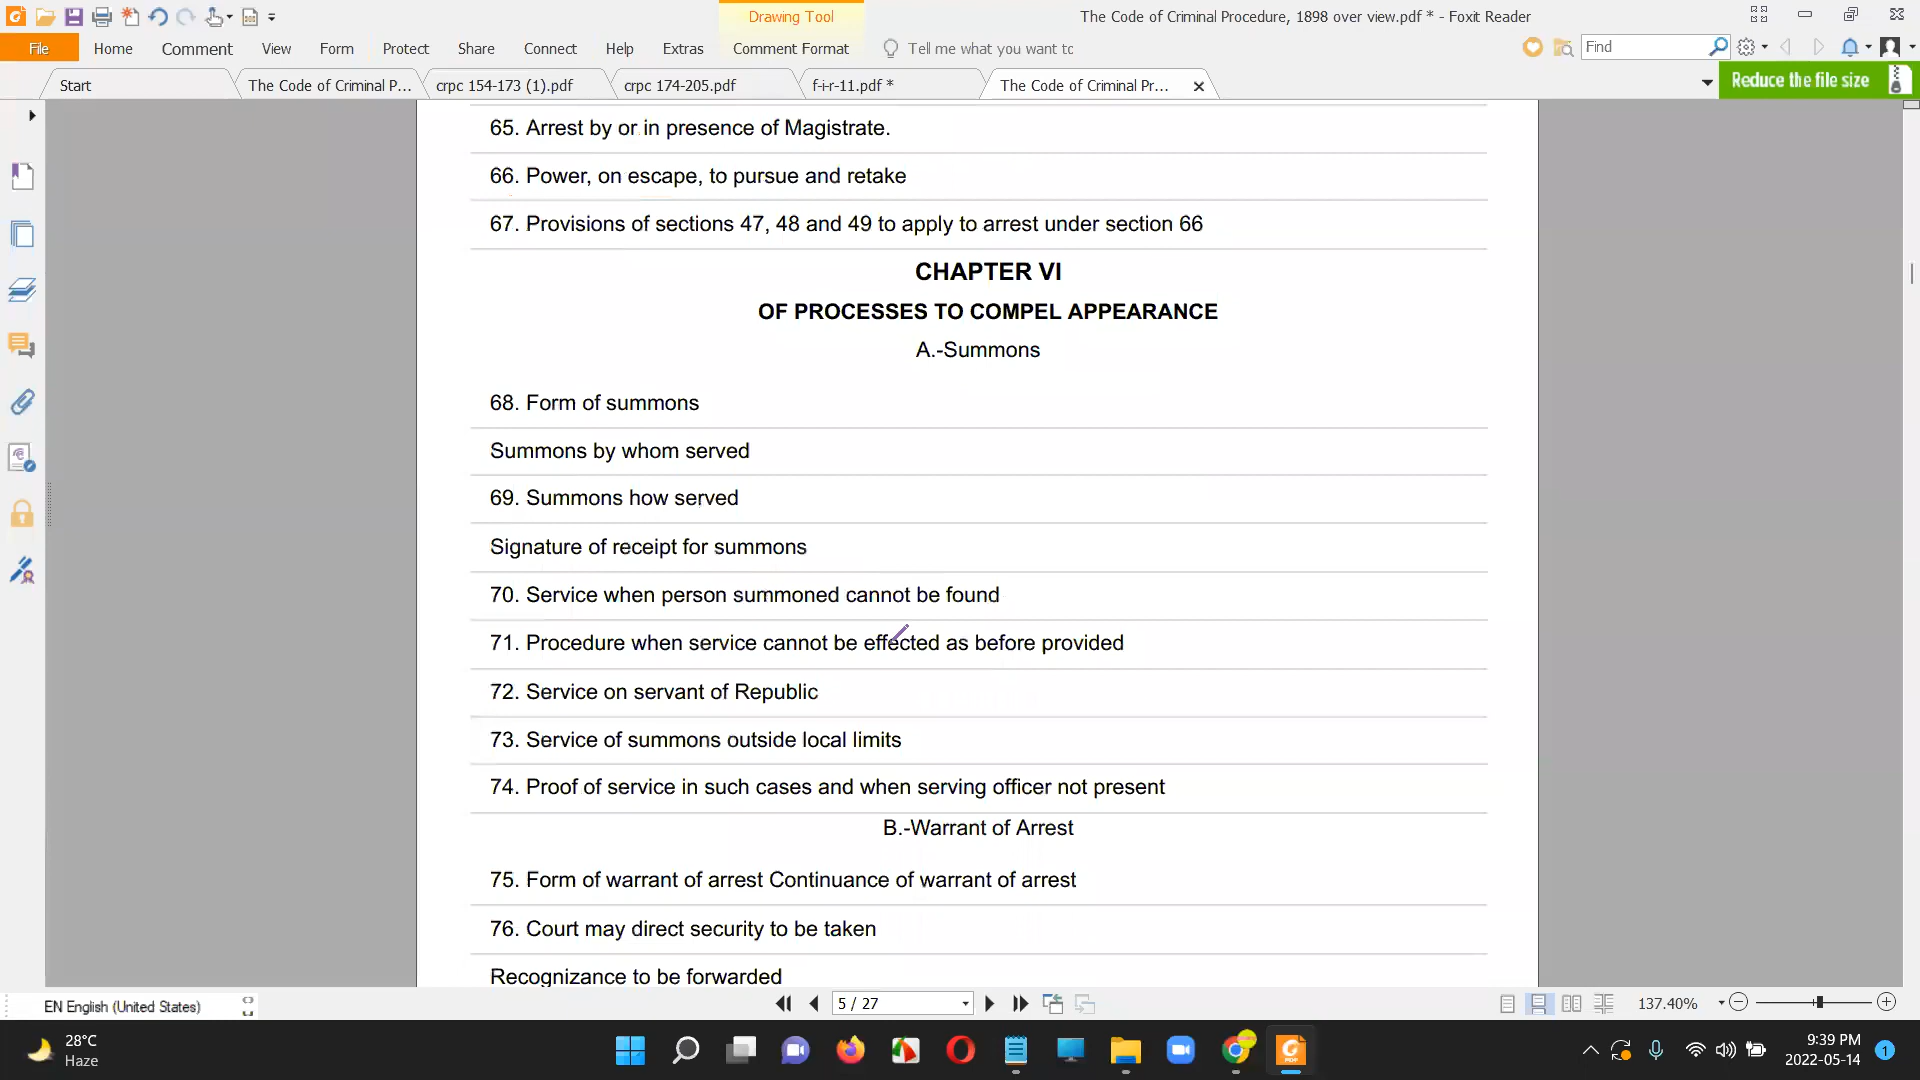 Drawing Tool
The Code of Criminal Procedure, 1898 over view.pdf * - Foxit Reader
File
Home
Comment
View
Form
Protect
Share
Connect
Help
Extras
Comment Format
Tell me what you want to
Find
Start
The Code of Criminal P...
crpc 154-173 (1).pdf
crpc 174-205.pdf
f-i-r-11.pdf *
The Code of Criminal Pr...
Reduce the file size
65. Arrest by or in presence of Magistrate.
66. Power, on escape, to pursue and retake
67. Provisions of sections 47, 48 and 49 to apply to arrest under section 66
CHAPTER VI
OF PROCESSES TO COMPEL APPEARANCE
A.-Summons
68. Form of summons
Summons by whom served
69. Summons how served
Signature of receipt for summons
70. Service when person summoned cannot be found
71. Procedure when service cannot be effected as before provided
72. Service on servant of Republic
73. Service of summons outside local limits
74. Proof of service in such cases and when serving officer not present
B.-Warrant of Arrest
75. Form of warrant of arrest Continuance of warrant of arrest
76. Court may direct security to be taken
Recognizance to be forwarded
EN English (United States)
5 / 27
137.40%
28°C
Haze
9:39 PM
2022-05-14
1